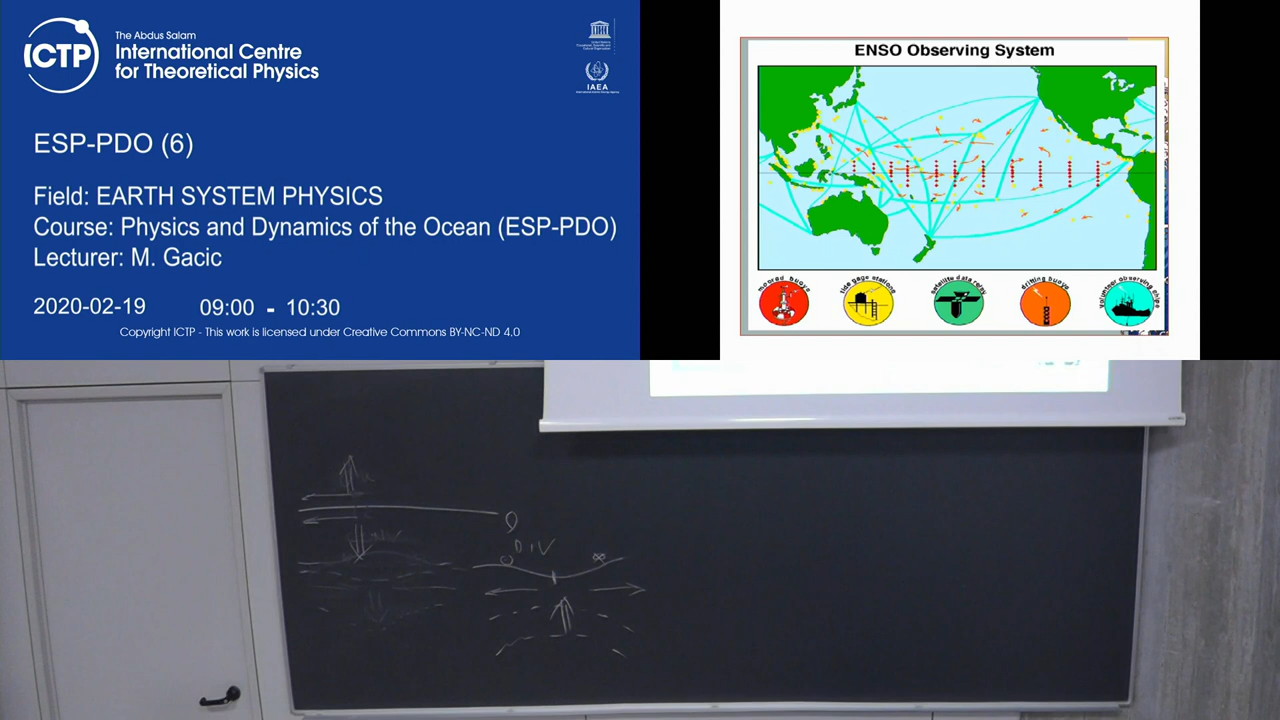 ICTP
The Abdus Salam
International Centre
for Theoretical Physics
IAEA
ESP-PDO (6)
Field: EARTH SYSTEM PHYSICS
Course: Physics and Dynamics of the Ocean (ESP-PDO)
Lecturer: M. Gacic
2020-02-19 09:00 - 10:30
Copyright ICTP - This work is licensed under Creative Commons BY-NC-ND 4.0
ENSO Observing System
moored buoys
tide gage stations
satellite data relay
drifting buoys
volunteer observing ships
DIV